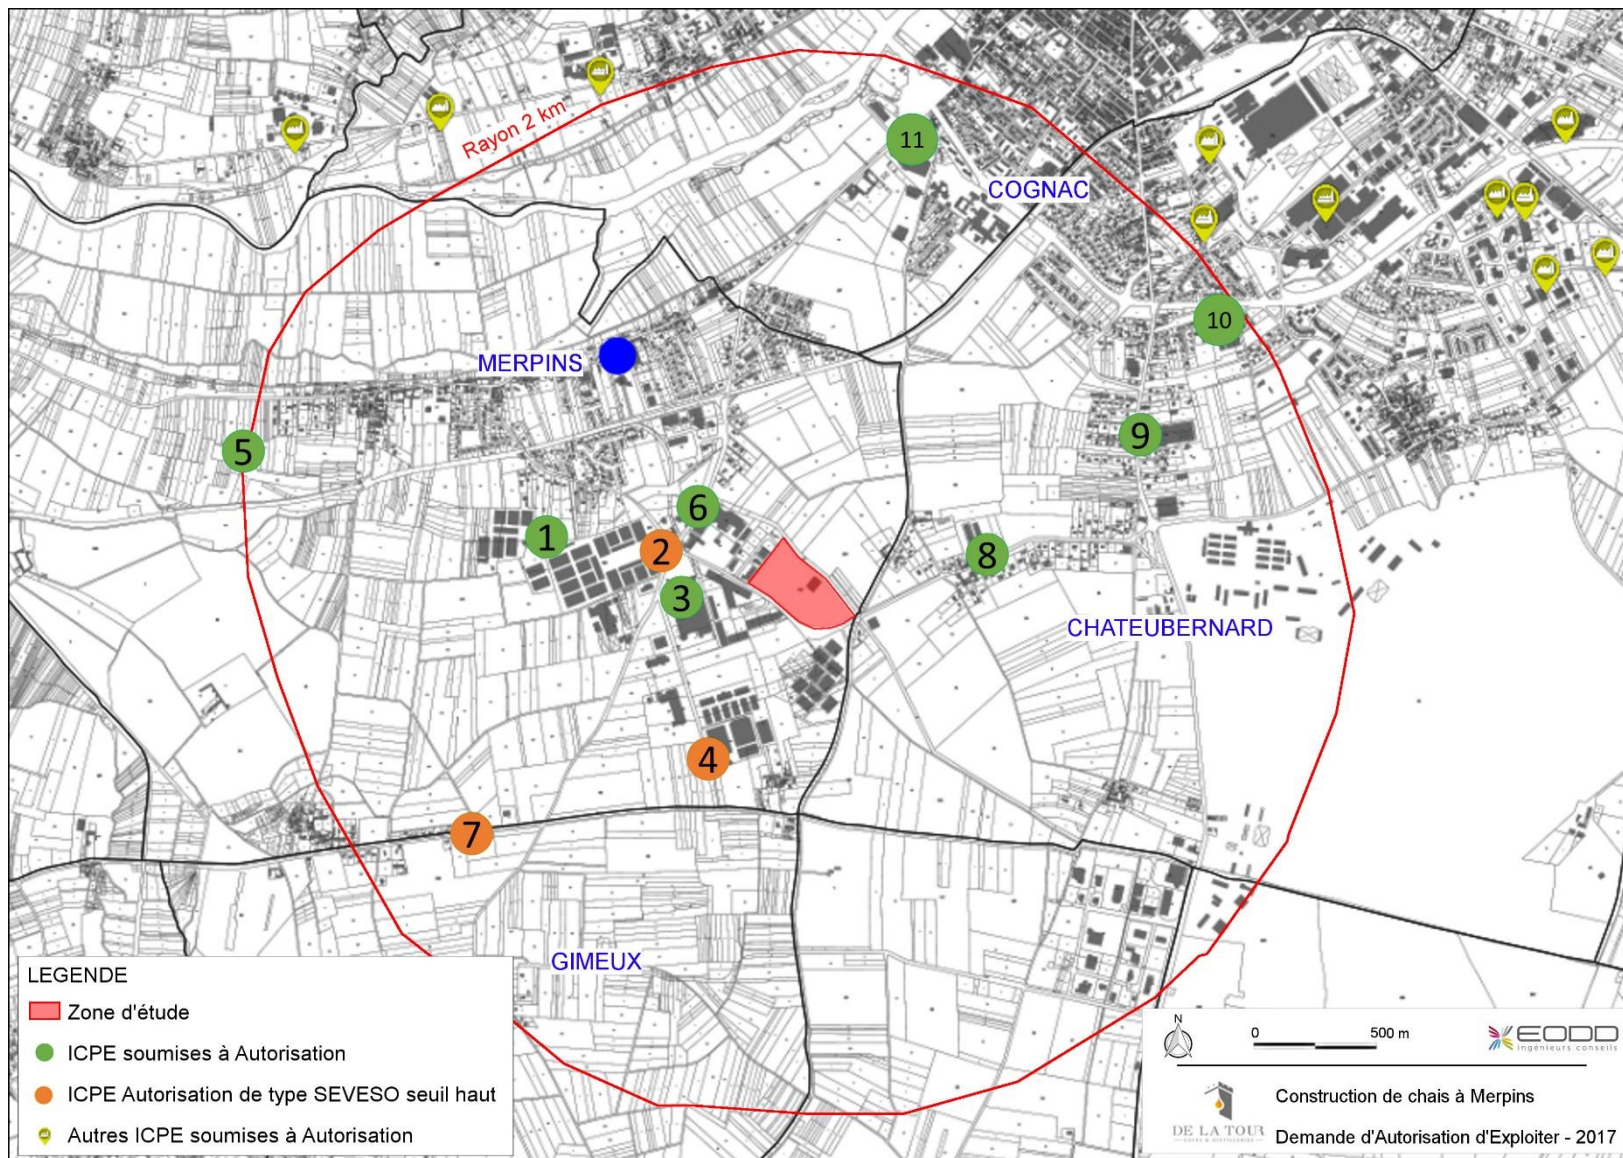 Rayon 2 km
11
COGNAC
10
MERPINS
9
5
6
1
2
8
3
CHATEUBERNARD
4
7
GIMEUX
LEGENDE
Zone d'étude
ICPE soumises à Autorisation
ICPE Autorisation de type SEVESO seuil haut
Autres ICPE soumises à Autorisation
N
0 500 m
EODD
ingénieurs conseils
DE LA TOUR
Construction de chais à Merpins
Demande d'Autorisation d'Exploiter - 2017